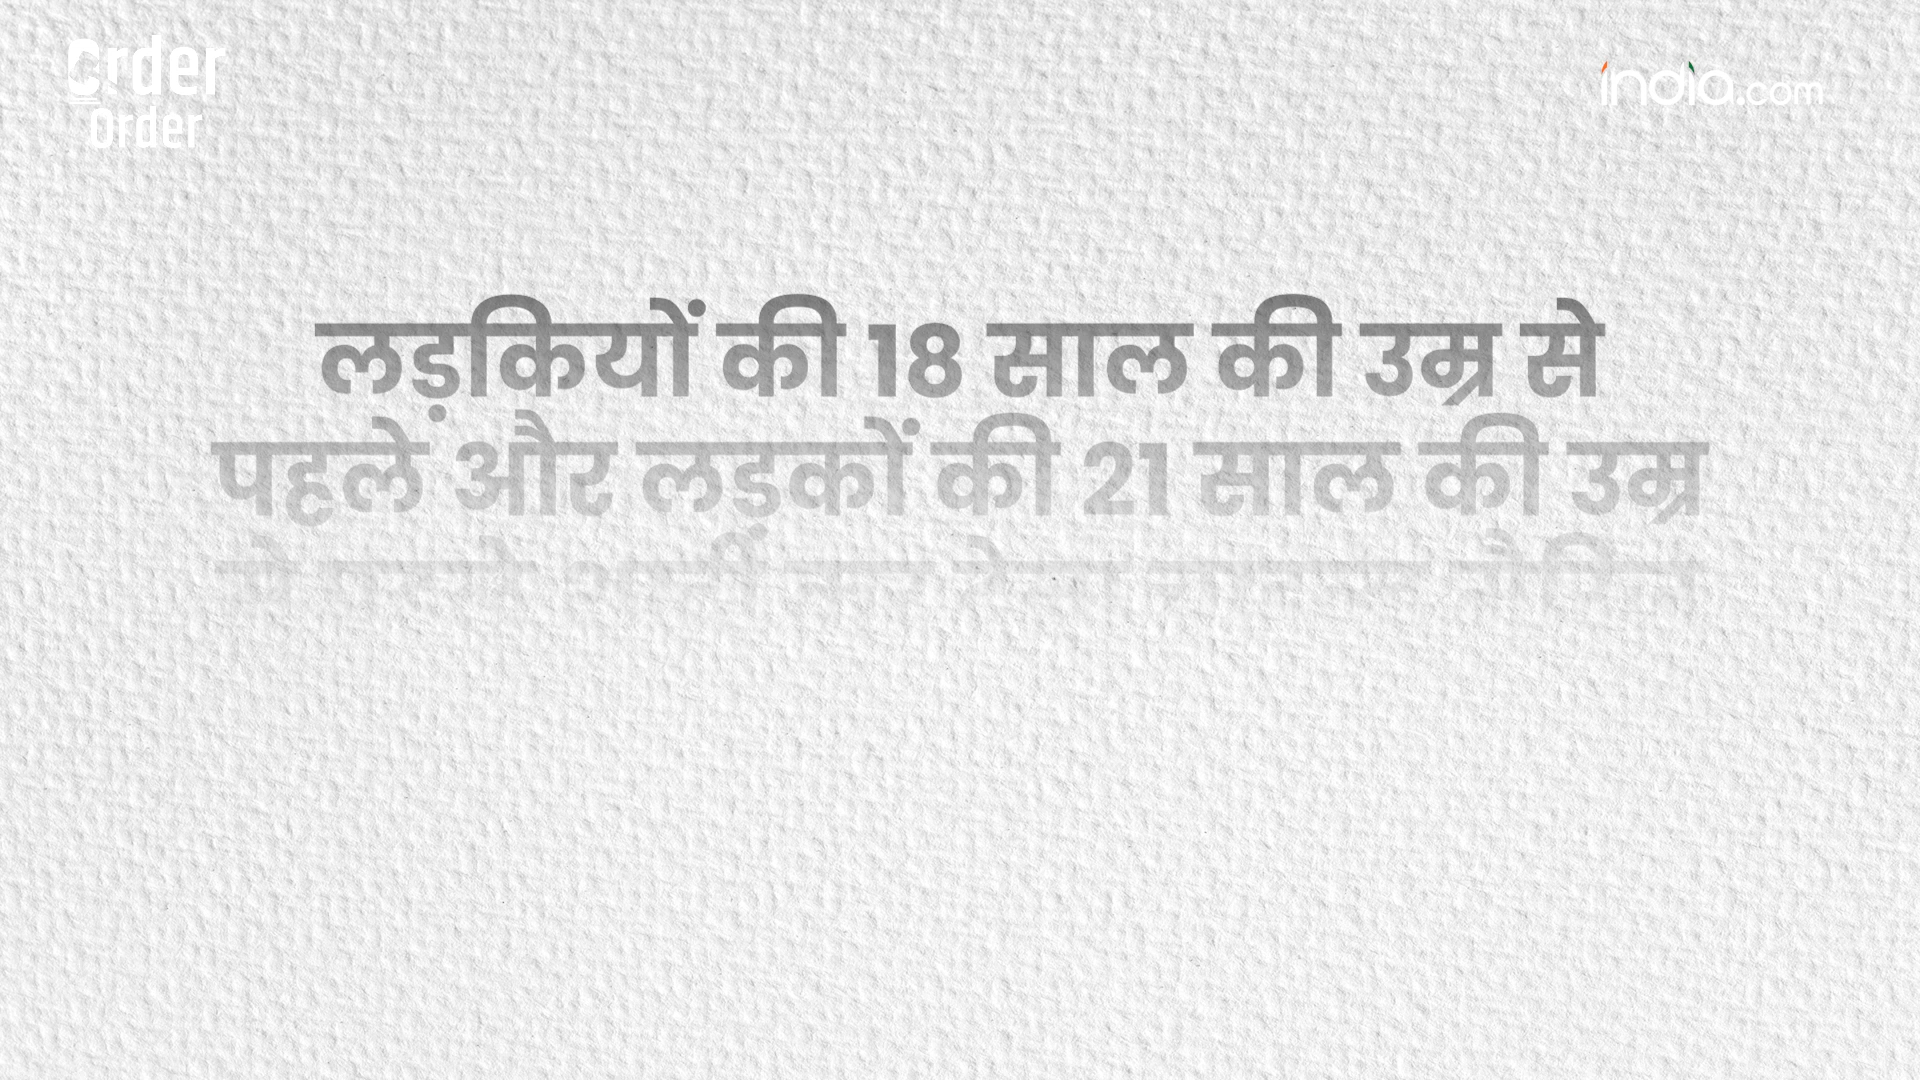 Order
Order
india.com
लड़कियों की 18 साल की उम्र से
पहले और लड़कों की 21 साल की उम्र